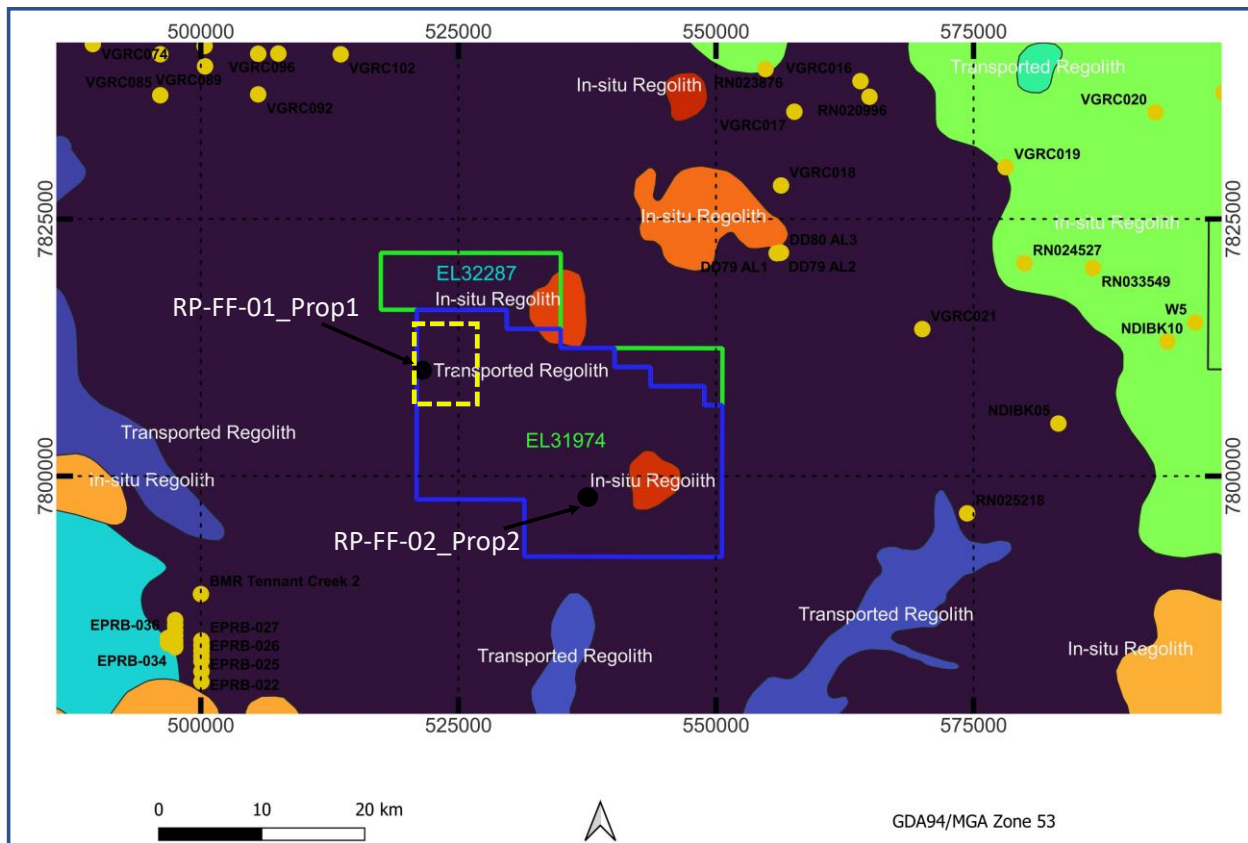 500000
525000
550000
575000
VGRC074
VGRC096
VGRC102
VGRC085
VGRC089
VGRC092
In-situ Regolith
RN023876
VGRC016
VGRC017
RN020996
Transported Regolith
VGRC020
VGRC019
VGRC018
7825000
7825000
In-situ Regolith
In-situ Regolith
DD80 AL3
DD79 AL1
DD79 AL2
RN024527
RN033549
EL32287
In-situ Regolith
RP-FF-01_Prop1
W5
NDIBK10
VGRC021
Transported Regolith
NDIBK05
Transported Regolith
EL31974
7800000
7800000
In-situ Regolith
In-situ Regoiith
RN025218
RP-FF-02_Prop2
BMR Tennant Creek 2
EPRB-036
EPRB-027
EPRB-026
EPRB-034
EPRB-025
EPRB-022
Transported Regolith
Transported Regolith
In-situ Regolith
500000
525000
550000
575000
0
10
20 km
GDA94/MGA Zone 53